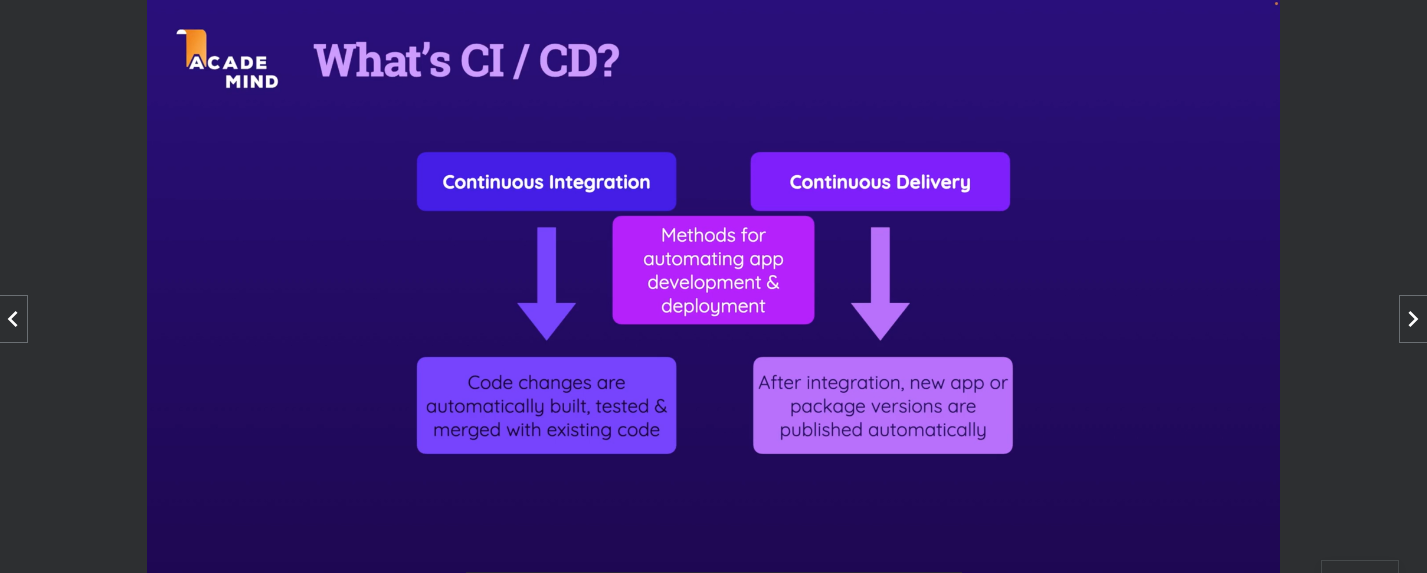 ACADE
MIND
What's CI / CD?
Continuous Integration
Continuous Delivery
Methods for
automating app
development &
deployment
Code changes are
automatically built, tested &
merged with existing code
After integration, new app or
package versions are
published automatically